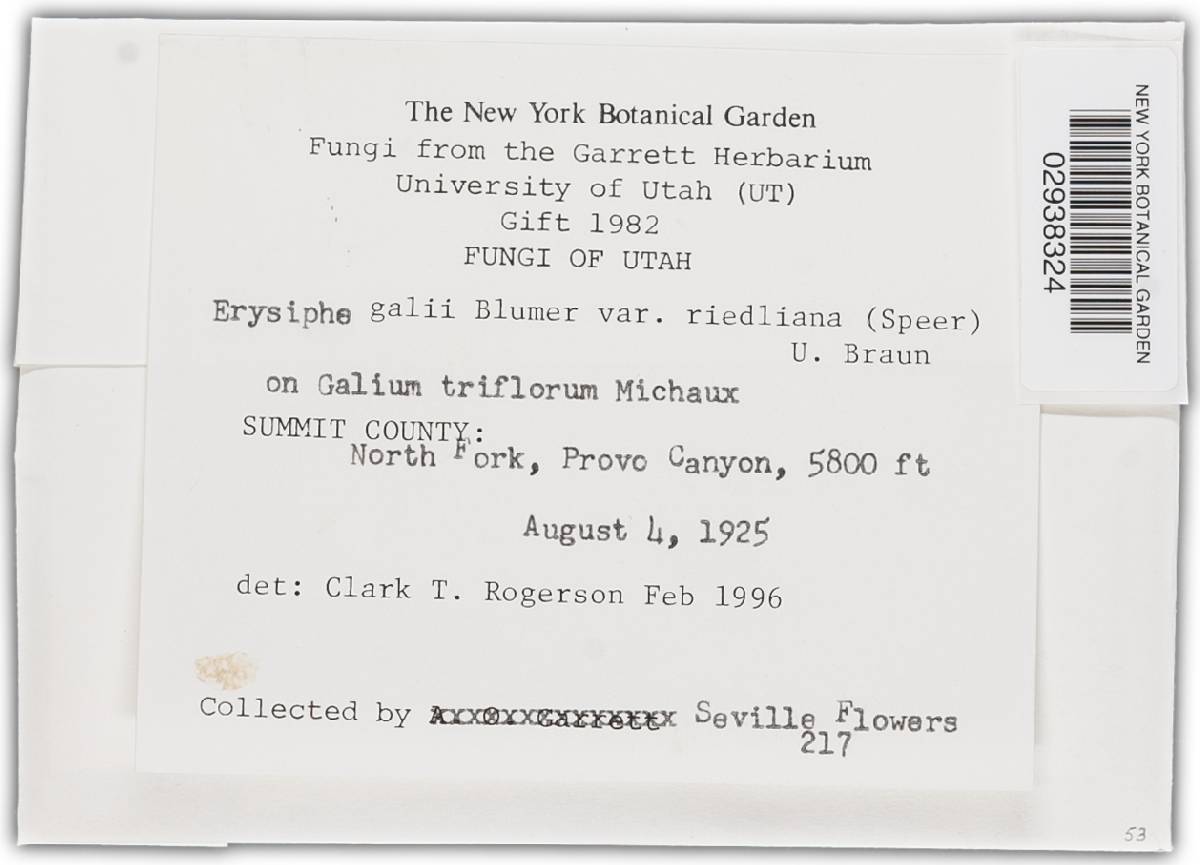 The New York Botanical Garden
Fungi from the Garrett Herbarium
University of Utah (UT)
Gift 1982
FUNGI OF UTAH
Erysiphe galii Blumer var. riedliana (Speer)
U. Braun
on Galium triflorum Michaux
SUMMIT COUNTY:
North Fork, Provo Canyon, 5800 ft
August 4, 1925
det: Clark T. Rogerson Feb 1996
Collected by A. O. Garrett Seville Flowers
217
NEW YORK BOTANICAL GARDEN
02938324
53